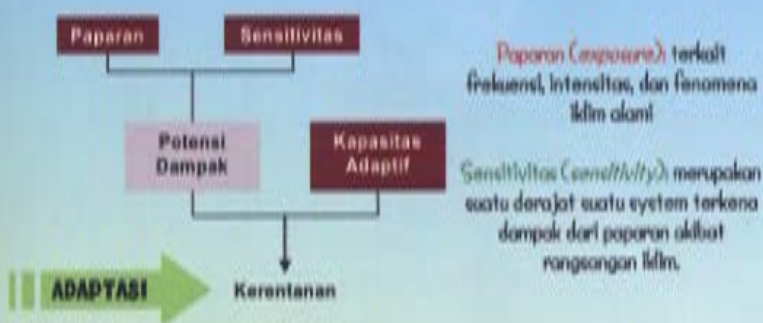 Paparan
Sensitivitas
Potensi
Dampak
Kapasitas
Adaptif
ADAPTASI
Kerentanan
Paparan (exposure): terkait
frekuensi, intensitas, dan fenomena
iklim alami
Sensitivitas (sensitivity): merupakan
suatu derajat suatu system terkena
dampak dari paparan akibat
rangsangan iklim.